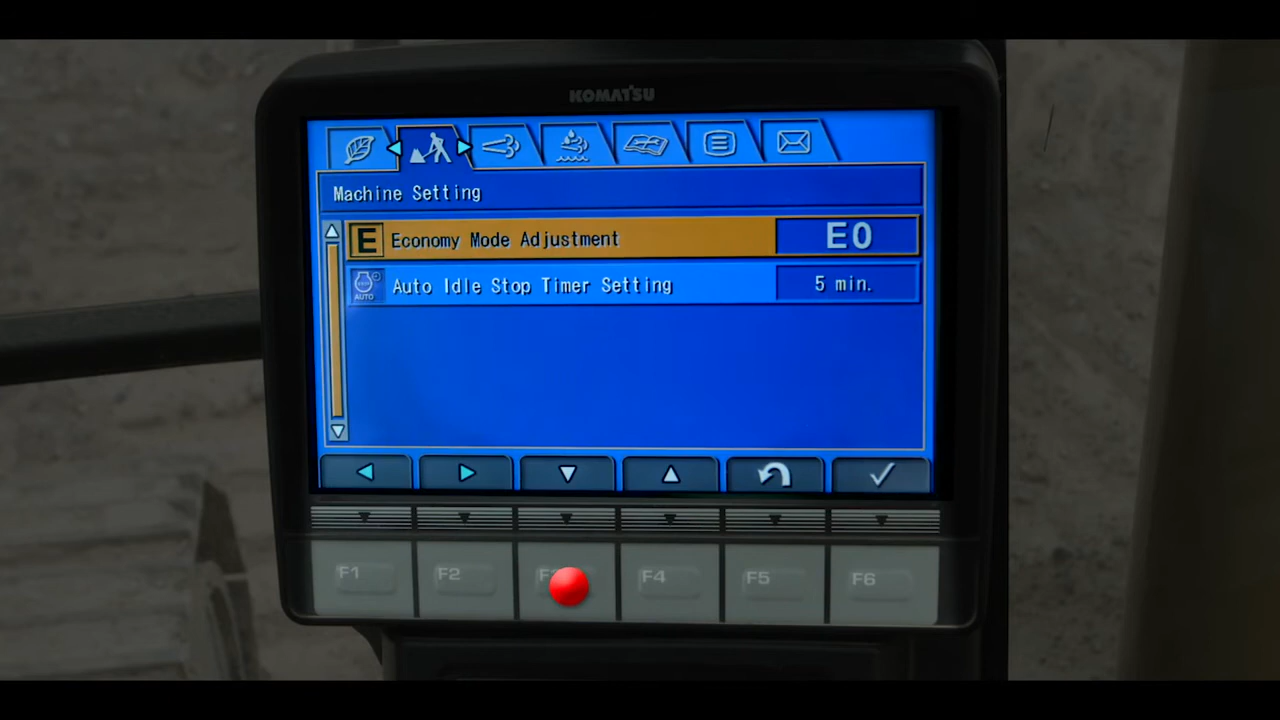 KOMATSU
Machine Setting
E Economy Mode Adjustment E0
AUTO Auto Idle Stop Timer Setting 5 min.
F1 F2 F4 F5 F6